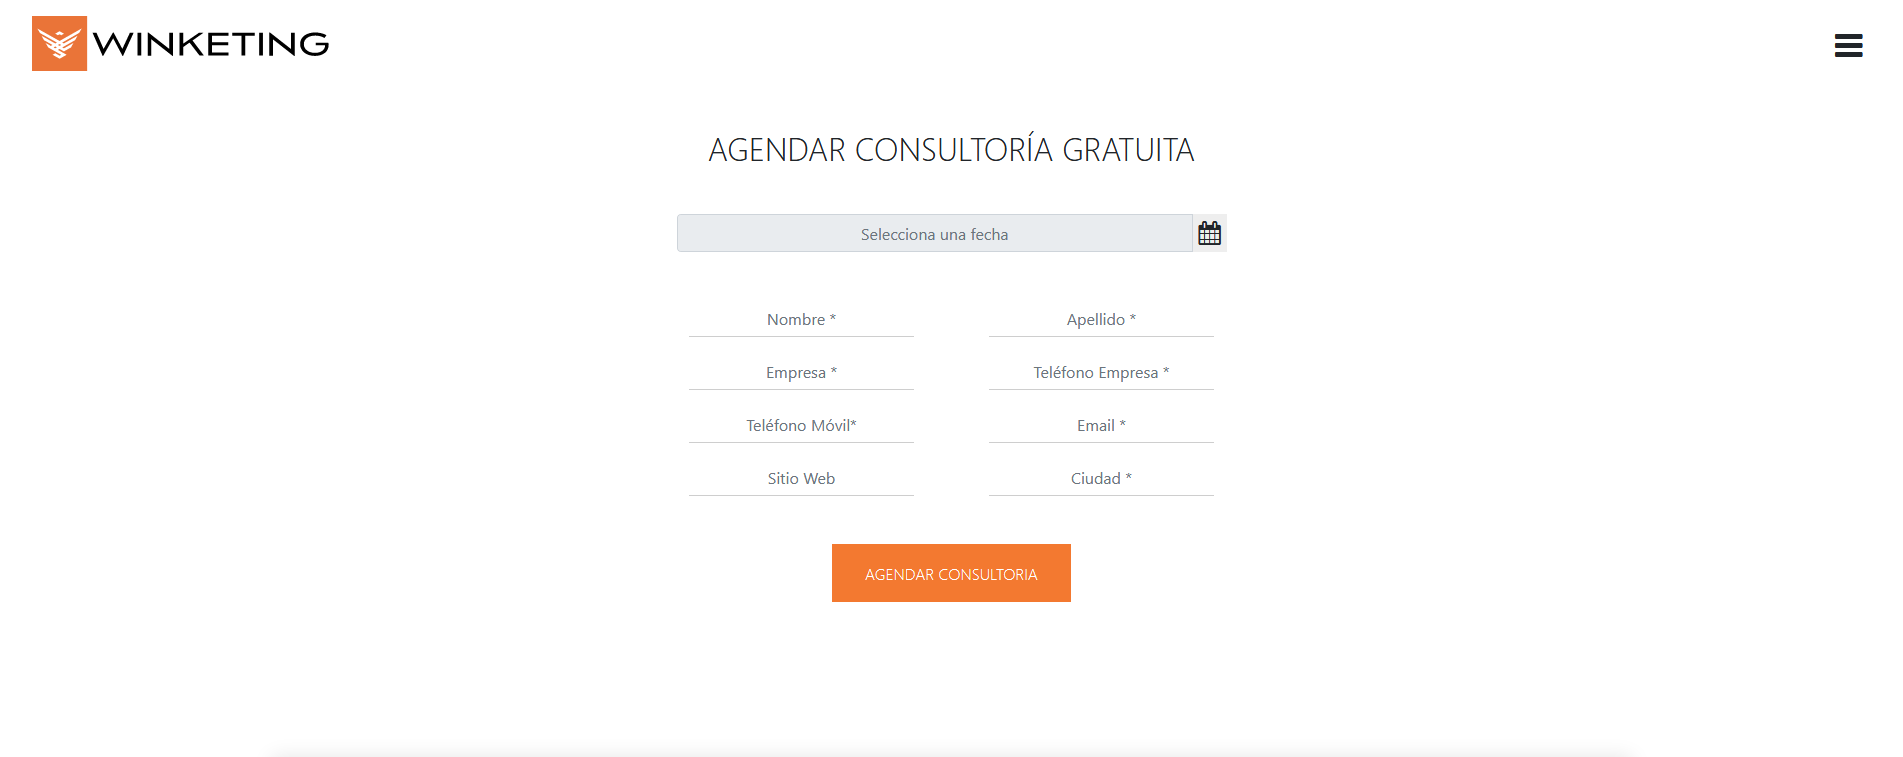 WINKETING
AGENDAR CONSULTORÍA GRATUITA
Selecciona una fecha
Nombre *
Apellido *
Empresa *
Teléfono Empresa *
Teléfono Móvil*
Email *
Sitio Web
Ciudad *
AGENDAR CONSULTORIA